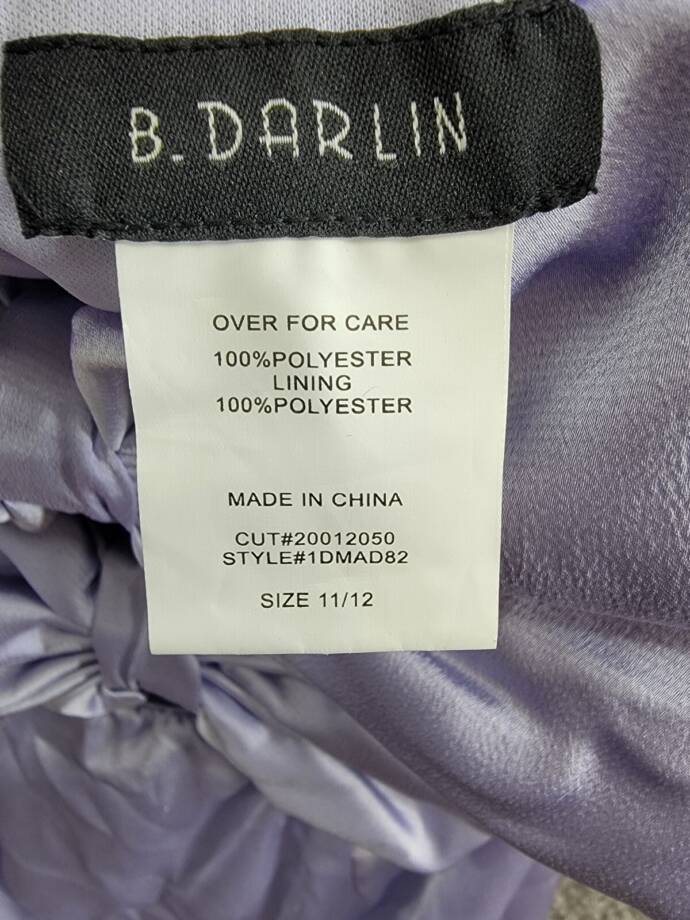 B. DARLIN
OVER FOR CARE
100%POLYESTER
LINING
100%POLYESTER
MADE IN CHINA
CUT#20012050
STYLE#1DMAD82
SIZE 11/12